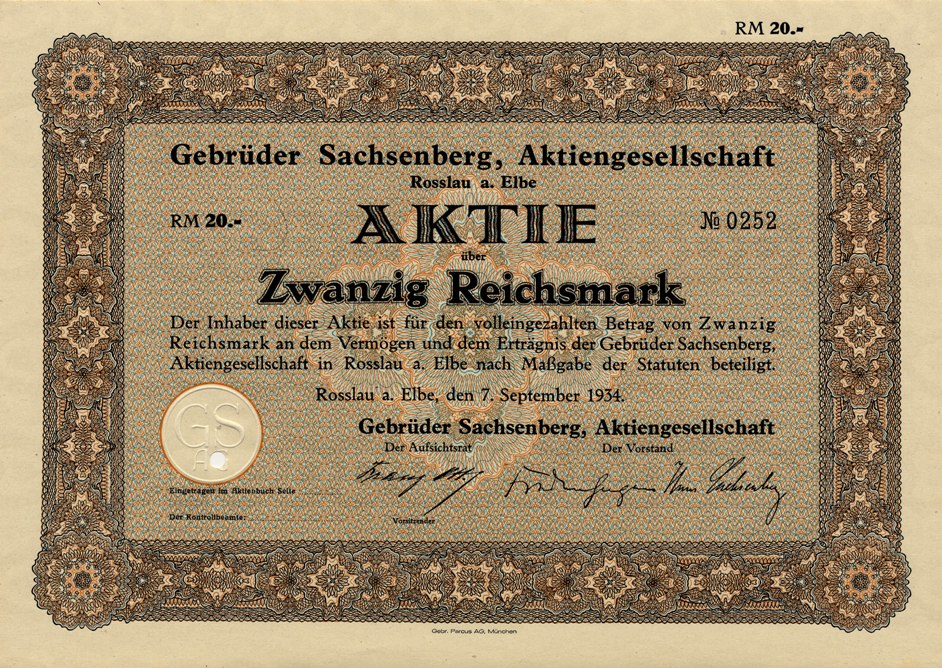 RM 20.-
Gebrüder Sachsenberg, Aktiengesellschaft
Rosslau a. Elbe
RM 20.-
AKTIE
№ 0252
über
Zwanzig Reichsmark
Der Inhaber dieser Aktie ist für den volleingezahlten Betrag von Zwanzig
Reichsmark an dem Vermögen und dem Erträgnis der Gebrüder Sachsenberg,
Aktiengesellschaft in Rosslau a. Elbe nach Maßgabe der Statuten beteiligt.
Rosslau a. Elbe, den 7. September 1934.
Gebrüder Sachsenberg, Aktiengesellschaft
Der Aufsichtsrat
Der Vorstand
GS
AG
Hans Sachsenberg
Eingetragen im Aktienbuch Seite
Der Kontrollbeamte:
Vorsitzender
Gebr. Parcus AG, München